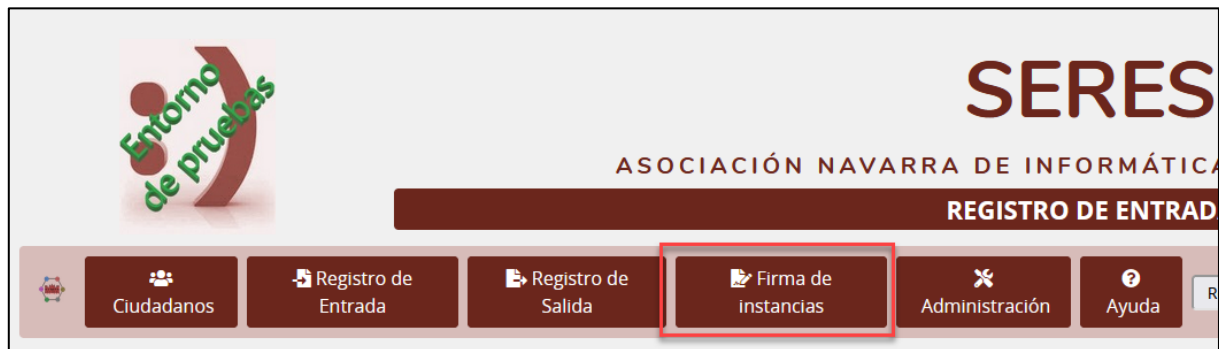 Entorno
de pruebas
SERES
ASOCIACIÓN NAVARRA DE INFORMÁTICA
REGISTRO DE ENTRADA
Ciudadanos
Registro de
Entrada
Registro de
Salida
Firma de
instancias
Administración
Ayuda
R